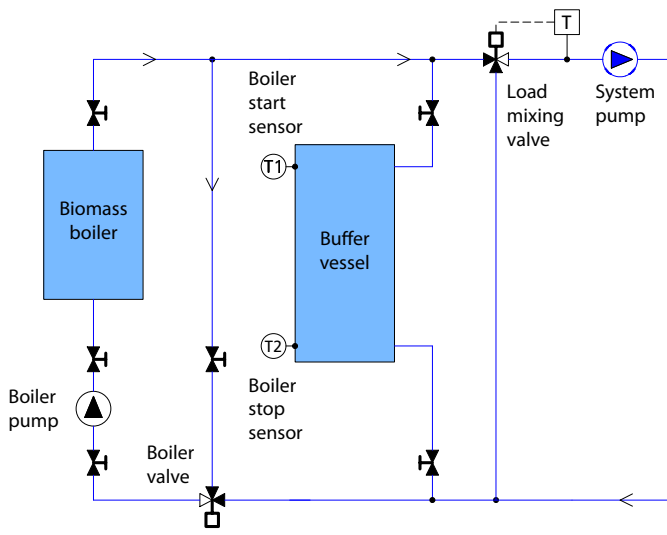 T
Boiler
start
sensor
Load
mixing
valve
System
pump
T1
Biomass
boiler
Buffer
vessel
T2
Boiler
pump
Boiler
stop
sensor
Boiler
valve